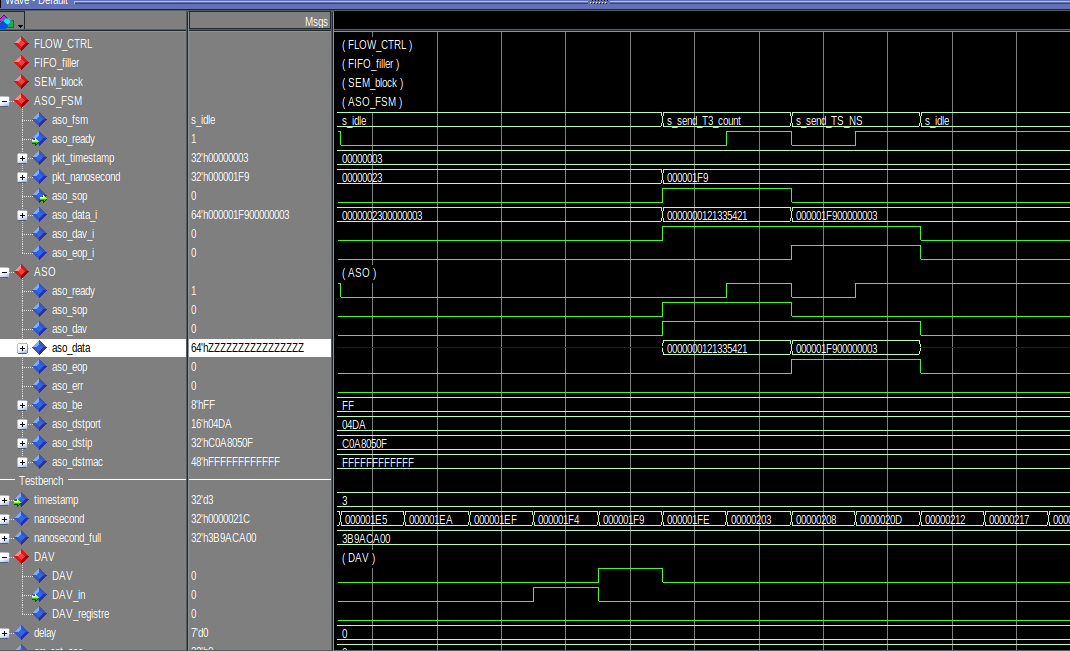 Wave - Default
Msgs
FLOW_CTRL ( FLOW_CTRL )
FIFO_filler ( FIFO_filler )
SEM_block ( SEM_block )
ASO_FSM ( ASO_FSM )
aso_fsm s_idle s_idle s_send_T3_count s_send_TS_NS s_idle
aso_ready 1
pkt_timestamp 32'h00000003 00000003
pkt_nanosecond 32'h000001F9 00000023 000001F9
aso_sop 0
aso_data_i 64'h000001F900000003 0000002300000003 0000000121335421 000001F900000003
aso_dav_i 0
aso_eop_i 0
ASO ( ASO )
aso_ready 1
aso_sop 0
aso_dav 0
aso_data 64'hZZZZZZZZZZZZZZZZ 0000000121335421 000001F900000003
aso_eop 0
aso_err 0
aso_be 8'hFF FF
aso_dstport 16'h04DA 04DA
aso_dstip 32'hC0A8050F C0A8050F
aso_dstmac 48'hFFFFFFFFFFFF FFFFFFFFFFFF
Testbench
timestamp 32'd3 3
nanosecond 32'h0000021C 000001E5 000001EA 000001EF 000001F4 000001F9 000001FE 00000203 00000208 0000020D 00000212 00000217 0000
nanosecond_full 32'h3B9ACA00 3B9ACA00
DAV ( DAV )
DAV 0
DAV_in 0
DAV_registre 0
delay 7'd0 0